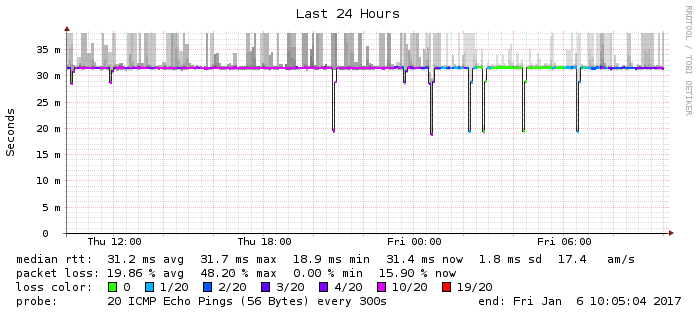 Last 24 Hours
RRDTOOL / TOBI OETIKER
Seconds
35 m
30 m
25 m
20 m
15 m
10 m
5 m
0
Thu 12:00 Thu 18:00 Fri 00:00 Fri 06:00
median rtt: 31.2 ms avg 31.7 ms max 18.9 ms min 31.4 ms now 1.8 ms sd 17.4 am/s
packet loss: 19.86 % avg 48.20 % max 0.00 % min 15.90 % now
loss color: 0 1/20 2/20 3/20 4/20 10/20 19/20
probe: 20 ICMP Echo Pings (56 Bytes) every 300s end: Fri Jan 6 10:05:04 2017